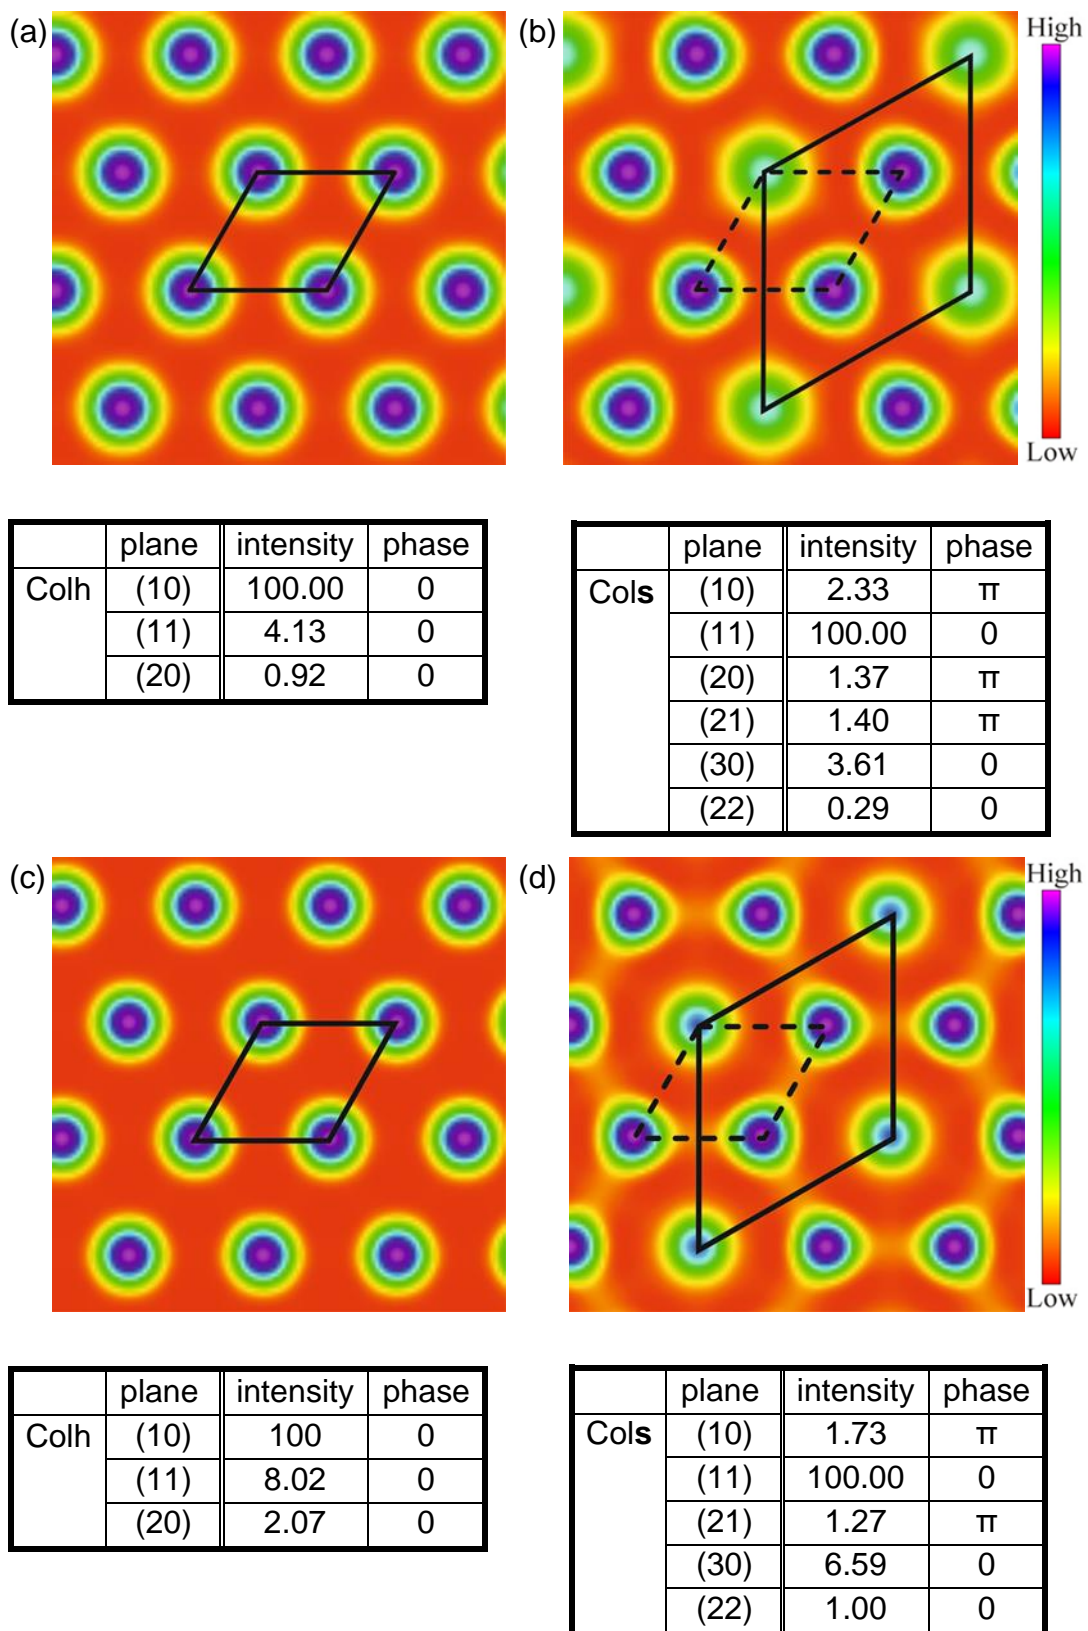 (a) (b) High
Low
plane intensity phase
Colh (10) 100.00 0
(11) 4.13 0
(20) 0.92 0
plane intensity phase
Cols (10) 2.33 π
(11) 100.00 0
(20) 1.37 π
(21) 1.40 π
(30) 3.61 0
(22) 0.29 0
(c) (d) High
Low
plane intensity phase
Colh (10) 100 0
(11) 8.02 0
(20) 2.07 0
plane intensity phase
Cols (10) 1.73 π
(11) 100.00 0
(21) 1.27 π
(30) 6.59 0
(22) 1.00 0